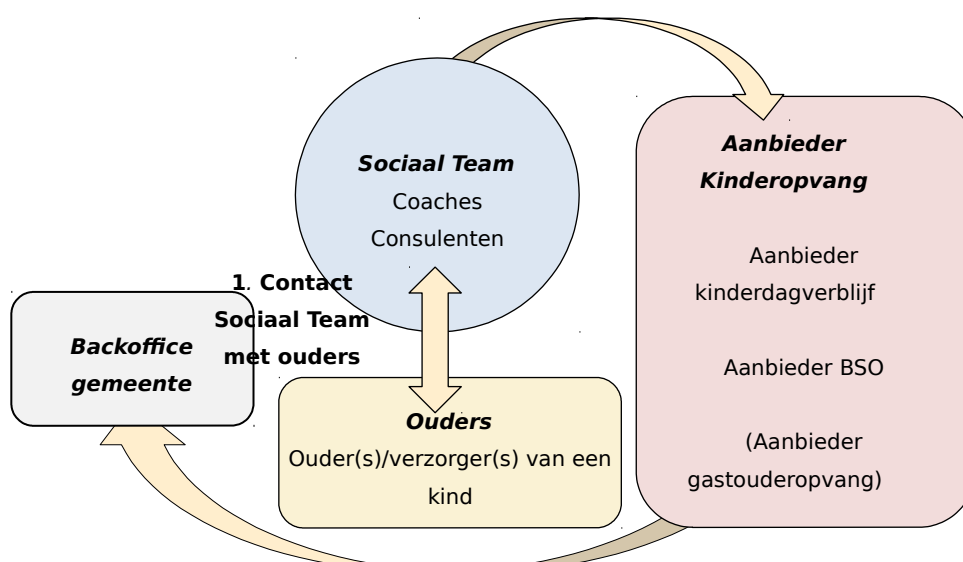 Sociaal Team
Coaches
Consulenten
Aanbieder
Kinderopvang
Aanbieder
kinderdagverblijf
Aanbieder BSO
(Aanbieder
gastouderopvang)
1. Contact
Sociaal Team
met ouders
Backoffice
gemeente
Ouders
Ouder(s)/verzorger(s) van een
kind